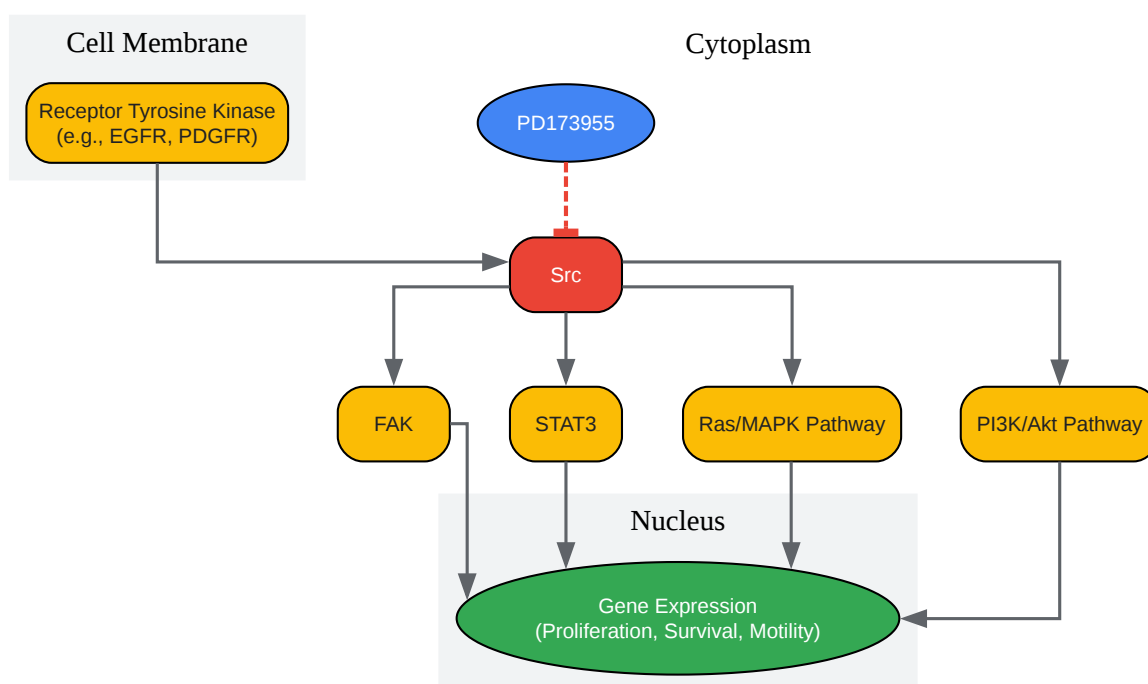 Cell Membrane
Cytoplasm
Receptor Tyrosine Kinase
(e.g., EGFR, PDGFR)
PD173955
Src
FAK
STAT3
Ras/MAPK Pathway
PI3K/Akt Pathway
Nucleus
Gene Expression
(Proliferation, Survival, Motility)